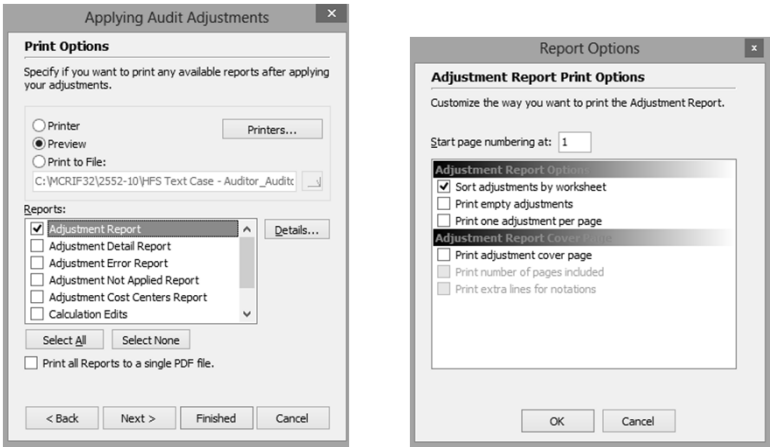 Applying Audit Adjustments
x
Print Options
Specify if you want to print any available reports after applying
your adjustments.
Printer
Printers...
Preview
Print to File:
C:\MCRIF32\2552-10\HFS Text Case - Auditor_Auditc
...
Reports:
Adjustment Report
Details...
Adjustment Detail Report
Adjustment Error Report
Adjustment Not Applied Report
Adjustment Cost Centers Report
Calculation Edits
Select All
Select None
Print all Reports to a single PDF file.
< Back
Next >
Finished
Cancel
Report Options
x
Adjustment Report Print Options
Customize the way you want to print the Adjustment Report.
Start page numbering at: 1
Adjustment Report Options
Sort adjustments by worksheet
Print empty adjustments
Print one adjustment per page
Adjustment Report Cover Page
Print adjustment cover page
Print number of pages included
Print extra lines for notations
OK
Cancel